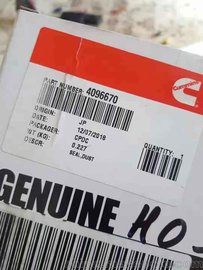 Cummins
PART NUMBER: 4096670
ORIGIN: JP
DATE: 12/07/2018
PACKAGER: CPDC
WT (KG): 0.227
DESCR: SEAL,DUST
QUANTITY: 1
GENUINE